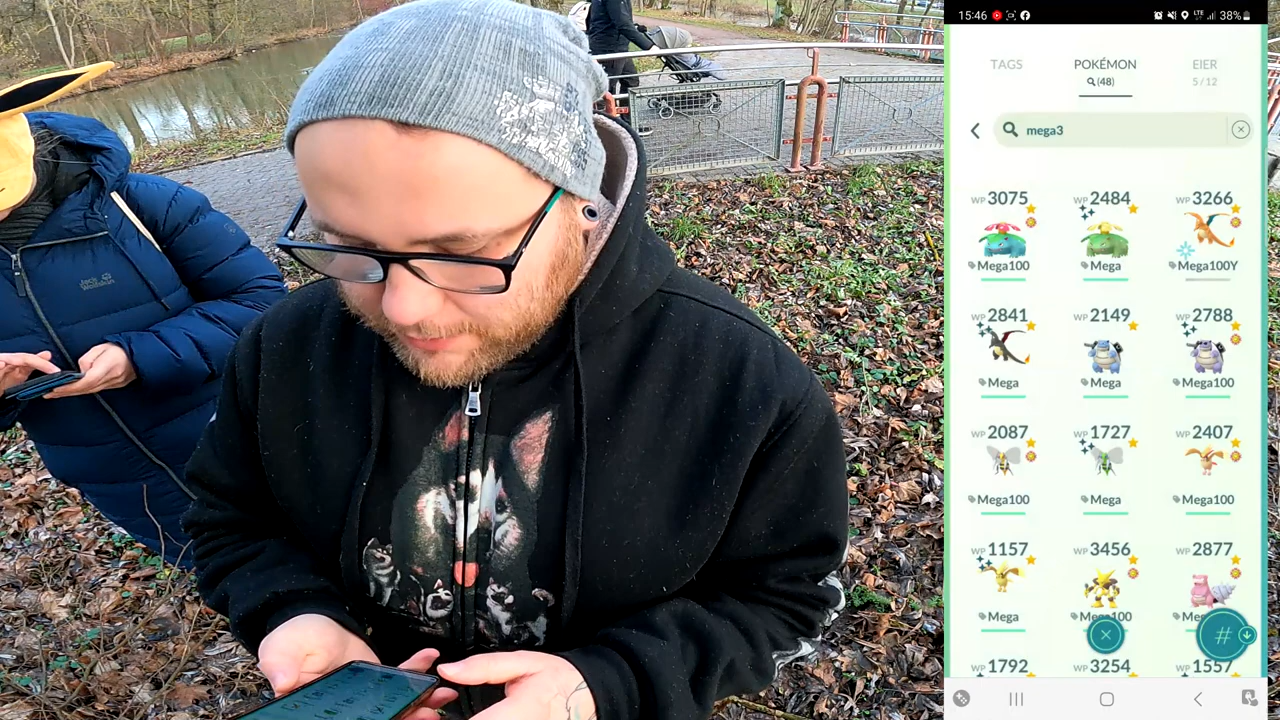 15:46
LTE
38%
TAGS
POKÉMON
(48)
EIER
5/12
mega3
WP 3075
WP 2484
WP 3266
Mega100
Mega
Mega100Y
WP 2841
WP 2149
WP 2788
Mega
Mega
Mega100
WP 2087
WP 1727
WP 2407
Mega100
Mega
Mega100
WP 1157
WP 3456
WP 2877
Mega
#
WP 1792
WP 3254
WP 1557
Jack
Wolfskin